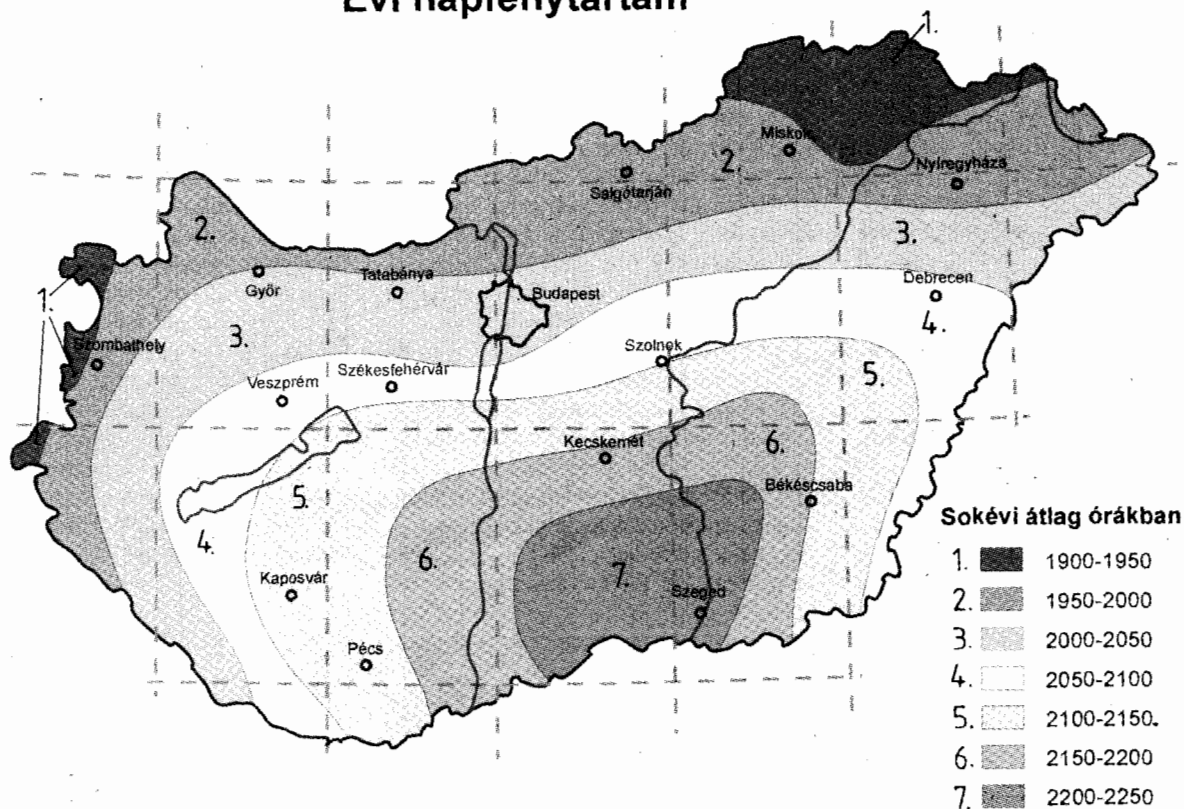 Évi napfénytartam
1.
Miskolc
2.
Nyíregyháza
Salgótarján
2.
3.
Győr
Tatabánya
Budapest
Debrecen
1.
3.
4.
Szombathely
Székesfehérvár
Szolnok
Veszprém
5.
Kecskemét
6.
Békéscsaba
5.
4.
6.
7.
Kaposvár
Szeged
Pécs
Sokévi átlag órákban
1. 1900-1950
2. 1950-2000
3. 2000-2050
4. 2050-2100
5. 2100-2150.
6. 2150-2200
7. 2200-2250